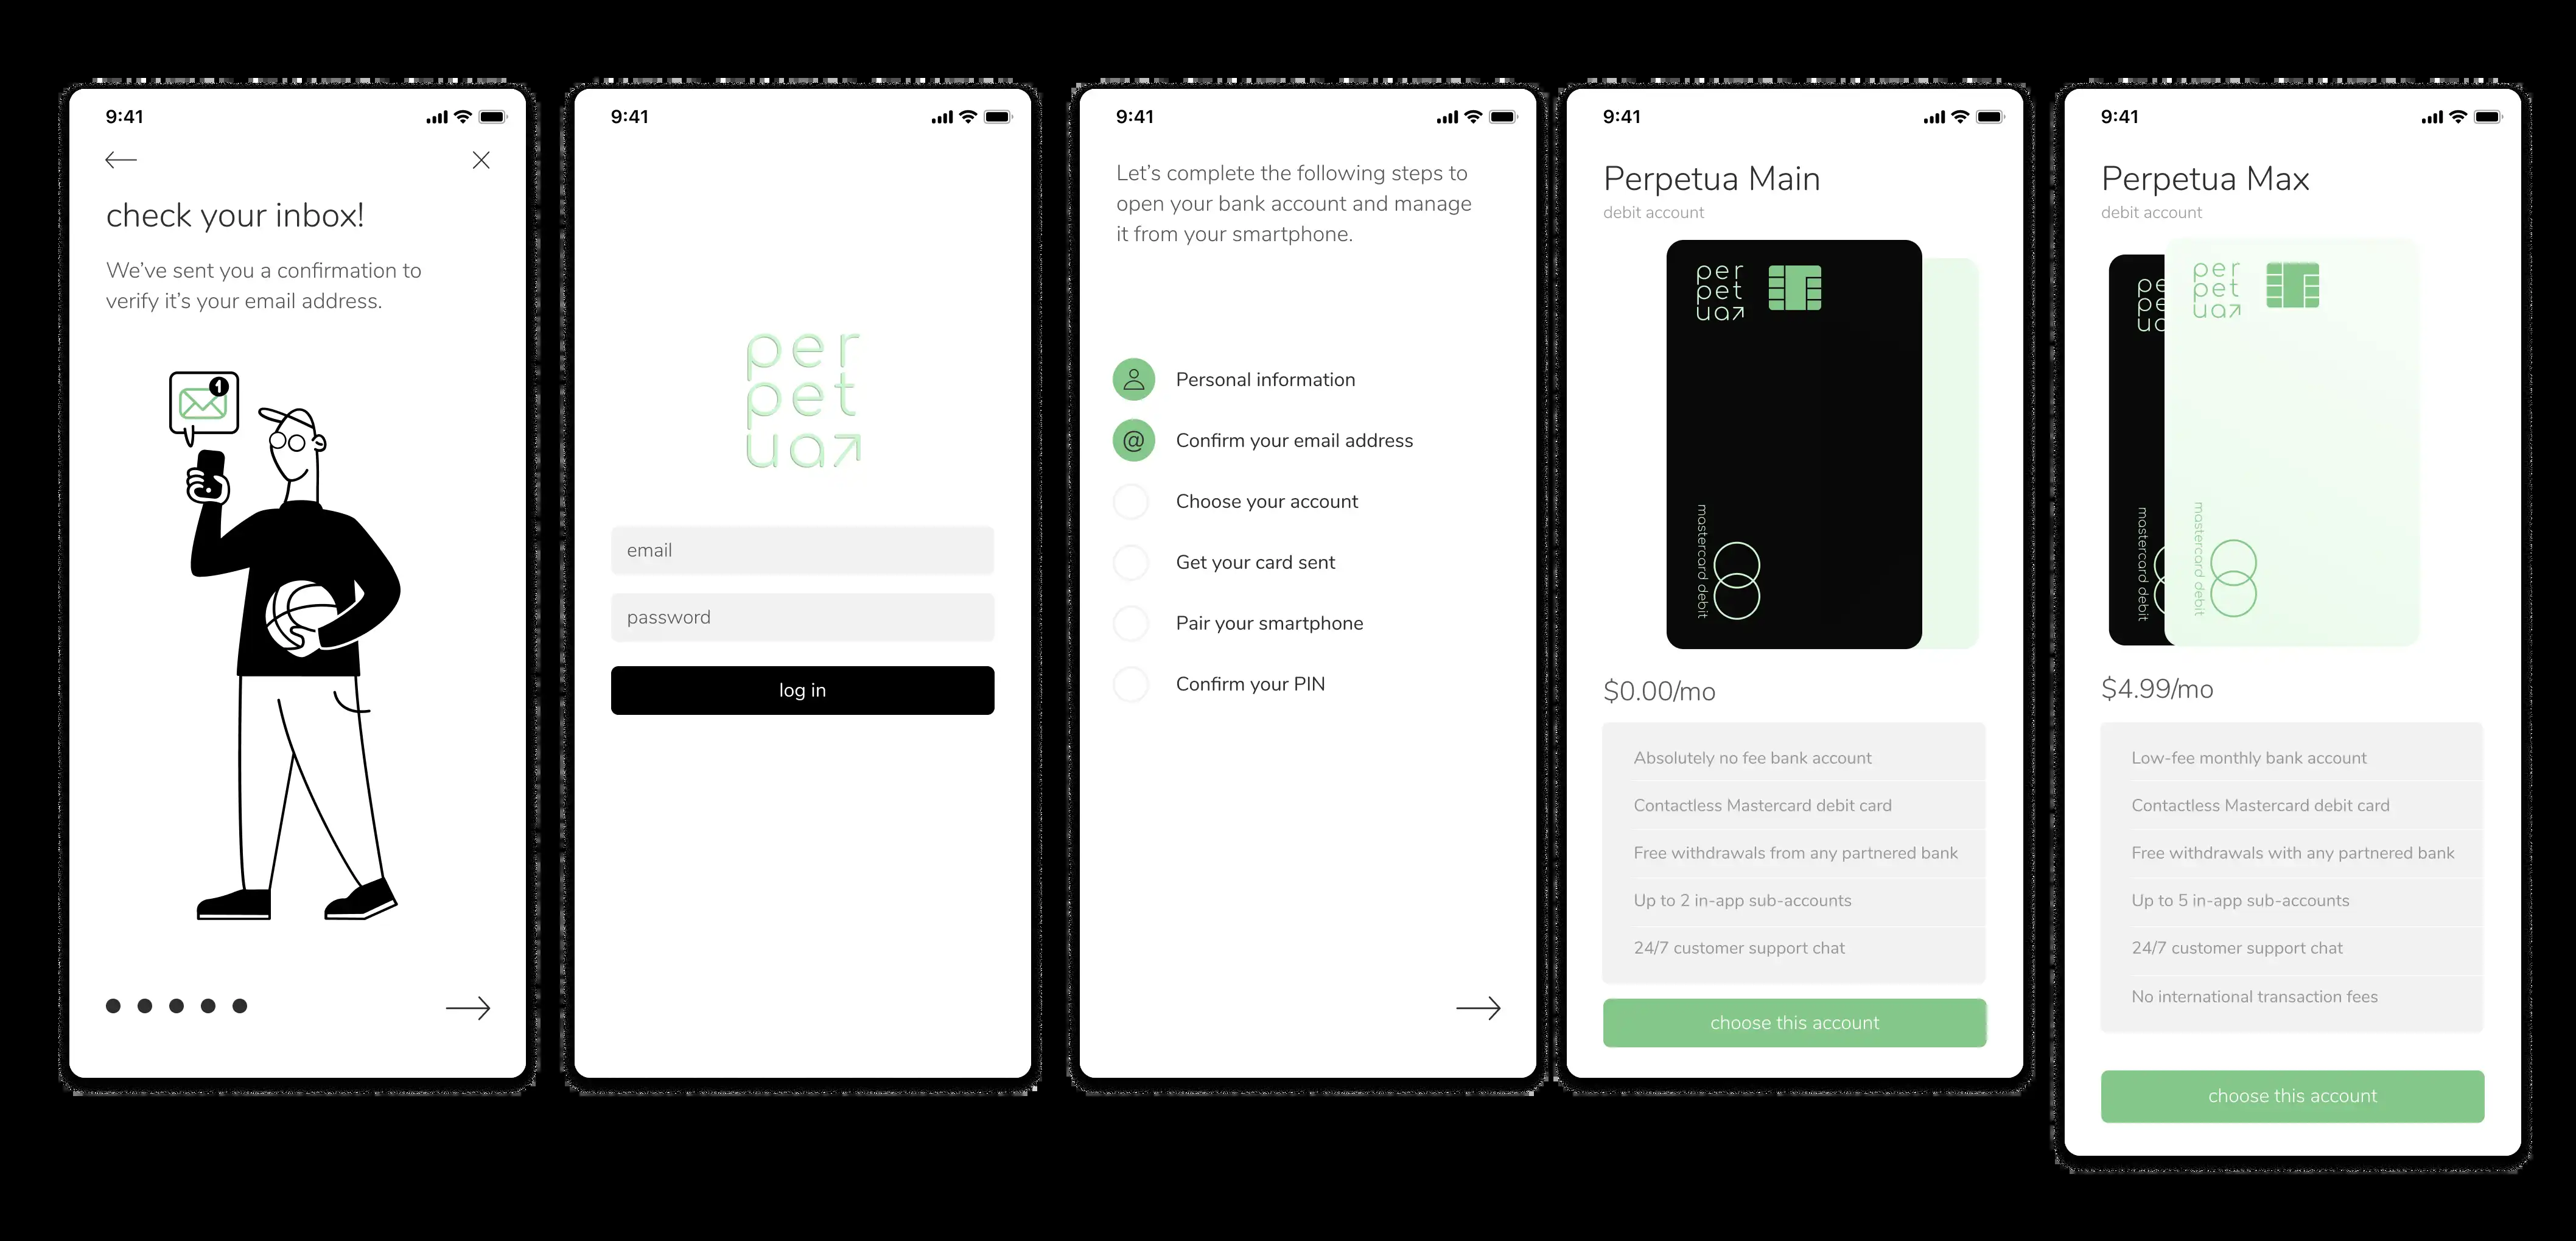 9:41
check your inbox!
We've sent you a confirmation to
verify it's your email address.
1
9:41
per
pet
ua
email
password
log in
9:41
Let's complete the following steps to
open your bank account and manage
it from your smartphone.
Personal information
@
Confirm your email address
Choose your account
Get your card sent
Pair your smartphone
Confirm your PIN
9:41
Perpetua Main
debit account
per
pet
ua
mastercard debit
$0.00/mo
Absolutely no fee bank account
Contactless Mastercard debit card
Free withdrawals from any partnered bank
Up to 2 in-app sub-accounts
24/7 customer support chat
choose this account
9:41
Perpetua Max
debit account
pe
pe
u
mastercard debit
per
pet
ua
mastercard debit
$4.99/mo
Low-fee monthly bank account
Contactless Mastercard debit card
Free withdrawals with any partnered bank
Up to 5 in-app sub-accounts
24/7 customer support chat
No international transaction fees
choose this account